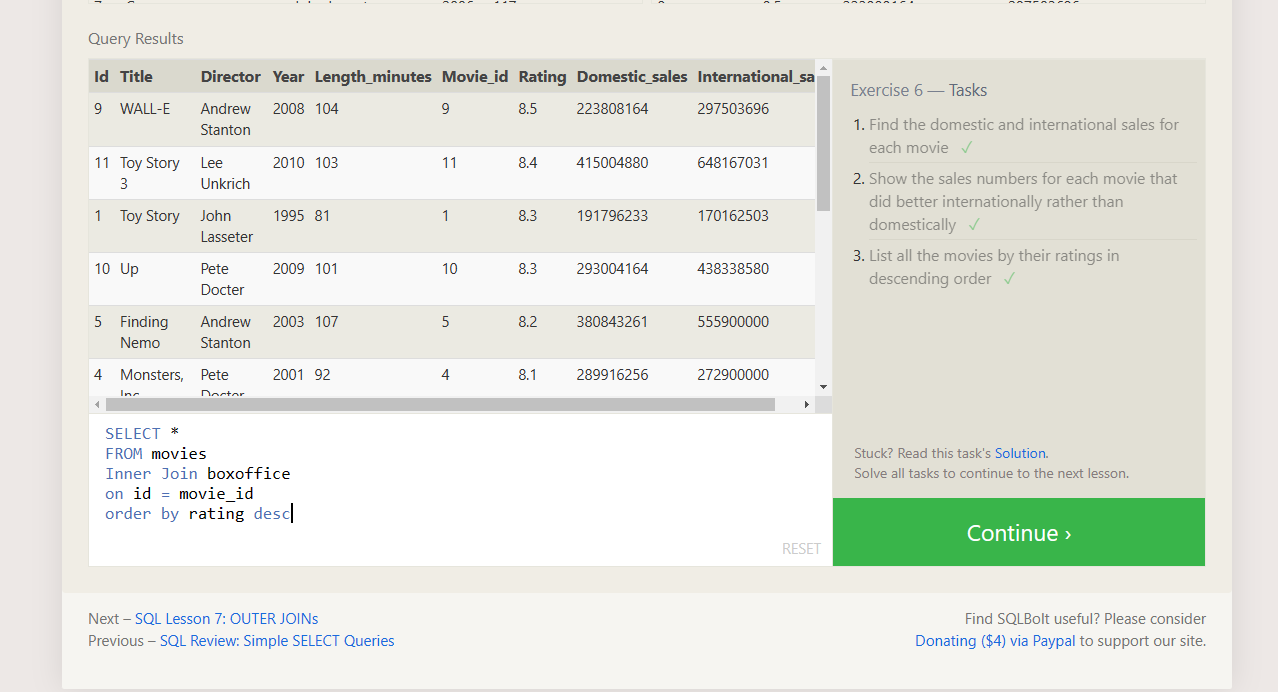 Query Results
Id Title Director Year Length_minutes Movie_id Rating Domestic_sales International_sa
9 WALL-E Andrew Stanton 2008 104 9 8.5 223808164 297503696
11 Toy Story 3 Lee Unkrich 2010 103 11 8.4 415004880 648167031
1 Toy Story John Lasseter 1995 81 1 8.3 191796233 170162503
10 Up Pete Docter 2009 101 10 8.3 293004164 438338580
5 Finding Nemo Andrew Stanton 2003 107 5 8.2 380843261 555900000
4 Monsters, Inc. Pete Docter 2001 92 4 8.1 289916256 272900000
SELECT *
FROM movies
Inner Join boxoffice
on id = movie_id
order by rating desc
RESET
Exercise 6 — Tasks
1. Find the domestic and international sales for
each movie ✓
2. Show the sales numbers for each movie that
did better internationally rather than
domestically ✓
3. List all the movies by their ratings in
descending order ✓
Stuck? Read this task's Solution.
Solve all tasks to continue to the next lesson.
Continue ›
Next – SQL Lesson 7: OUTER JOINs
Previous – SQL Review: Simple SELECT Queries
Find SQLBolt useful? Please consider
Donating ($4) via Paypal to support our site.